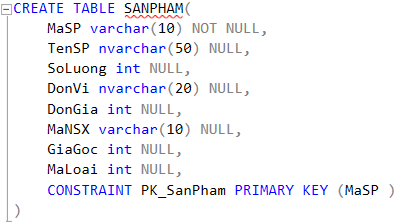 CREATE TABLE SANPHAM(
MaSP varchar(10) NOT NULL,
TenSP nvarchar(50) NULL,
SoLuong int NULL,
DonVi nvarchar(20) NULL,
DonGia int NULL,
MaNSX varchar(10) NULL,
GiaGoc int NULL,
MaLoai int NULL,
CONSTRAINT PK_SanPham PRIMARY KEY (MaSP )
)